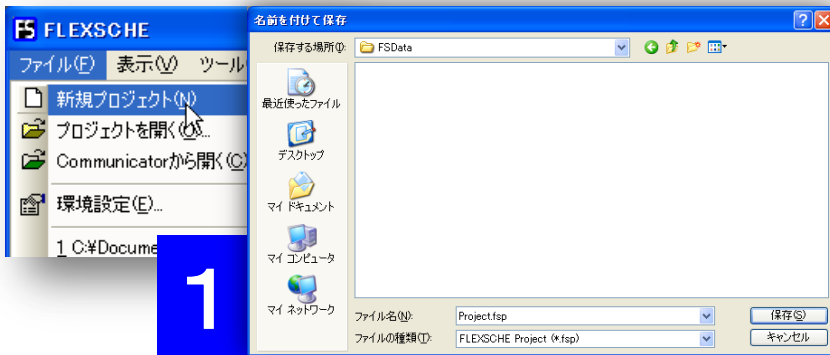 FLEXSCHE
ファイル(F) 表示(V) ツール
新規プロジェクト(N)
プロジェクトを開く(O)...
Communicatorから開く(C)
環境設定(E)...
1 C:¥Docume
1
名前を付けて保存
保存する場所(I):
FSData
最近使ったファイル
デスクトップ
マイ ドキュメント
マイ コンピュータ
マイ ネットワーク
ファイル名(N):
Project.fsp
保存(S)
ファイルの種類(T):
FLEXSCHE Project (*.fsp)
キャンセル